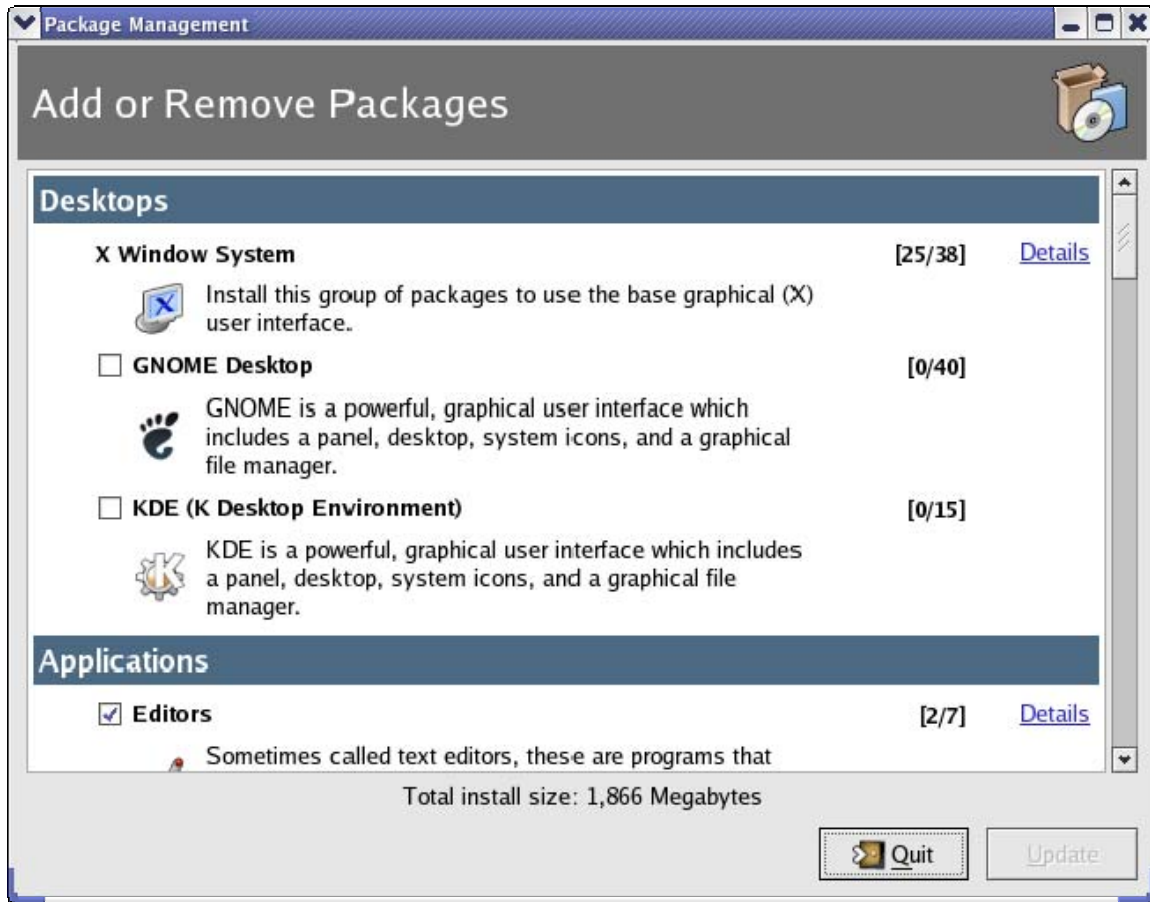 Package Management
Add or Remove Packages
Desktops
X Window System [25/38] Details
Install this group of packages to use the base graphical (X)
user interface.
GNOME Desktop [0/40]
GNOME is a powerful, graphical user interface which
includes a panel, desktop, system icons, and a graphical
file manager.
KDE (K Desktop Environment) [0/15]
KDE is a powerful, graphical user interface which includes
a panel, desktop, system icons, and a graphical file
manager.
Applications
Editors [2/7] Details
Sometimes called text editors, these are programs that
Total install size: 1,866 Megabytes
Quit Update